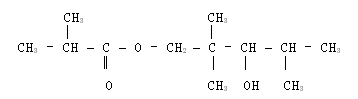 CH₃ CH₃
CH₃ – CH – C – O – CH₂ – C – CH – CH – CH₃
O CH₃ OH CH₃